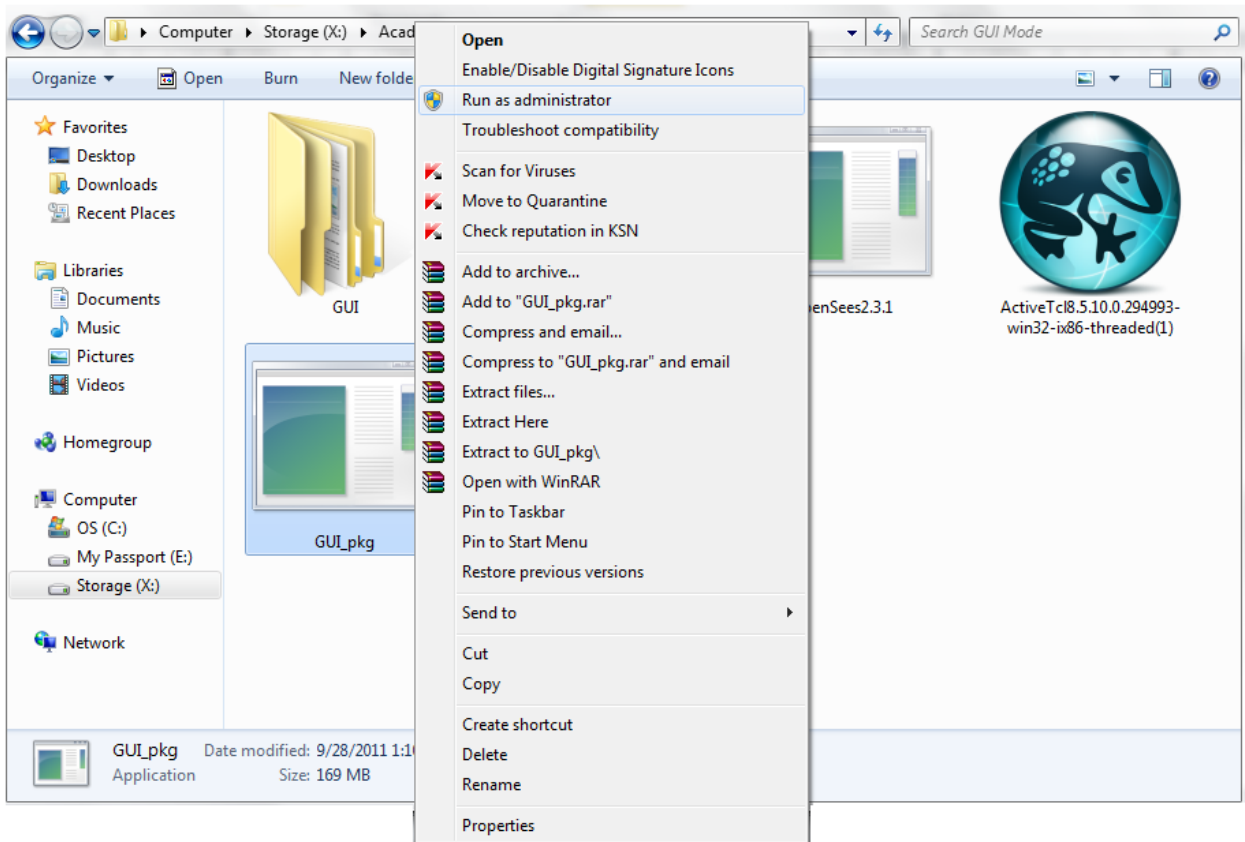 Computer
Storage (X:)
Acad
Search GUI Mode
Organize
Open
Burn
New folde
Favorites
Desktop
Downloads
Recent Places
Libraries
Documents
Music
Pictures
Videos
Homegroup
Computer
OS (C:)
My Passport (E:)
Storage (X:)
Network
GUI
GUI_pkg
enSees2.3.1
ActiveTcl8.5.10.0.294993-
win32-ix86-threaded(1)
Open
Enable/Disable Digital Signature Icons
Run as administrator
Troubleshoot compatibility
Scan for Viruses
Move to Quarantine
Check reputation in KSN
Add to archive...
Add to "GUI_pkg.rar"
Compress and email...
Compress to "GUI_pkg.rar" and email
Extract files...
Extract Here
Extract to GUI_pkg\
Open with WinRAR
Pin to Taskbar
Pin to Start Menu
Restore previous versions
Send to
Cut
Copy
Create shortcut
Delete
Rename
Properties
GUI_pkg Date modified: 9/28/2011 1:1
Application Size: 169 MB